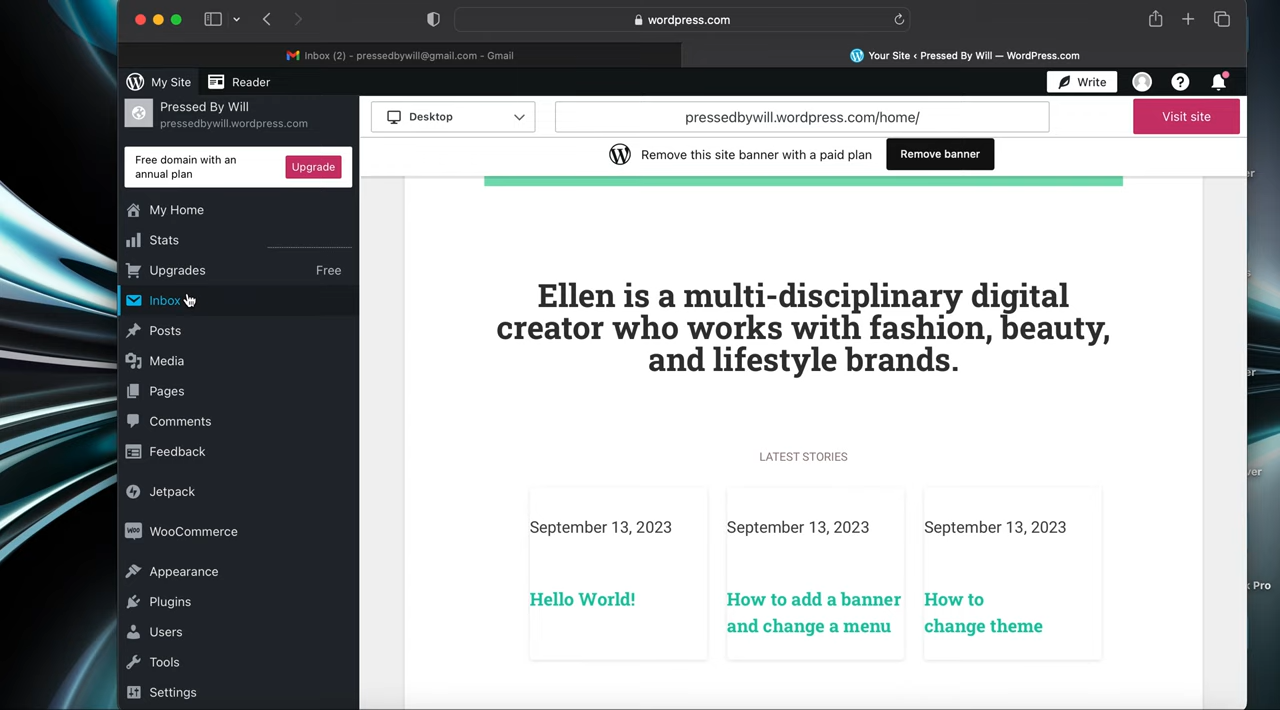 wordpress.com
Inbox (2) - pressedbywill@gmail.com - Gmail
Your Site ‹ Pressed By Will — WordPress.com
My Site
Reader
Write
Pressed By Will
pressedbywill.wordpress.com
Desktop
pressedbywill.wordpress.com/home/
Visit site
Remove this site banner with a paid plan
Remove banner
Free domain with an
annual plan
Upgrade
My Home
Stats
Upgrades
Free
Inbox
Posts
Media
Pages
Comments
Feedback
Jetpack
WooCommerce
Appearance
Plugins
Users
Tools
Settings
Ellen is a multi-disciplinary digital
creator who works with fashion, beauty,
and lifestyle brands.
LATEST STORIES
September 13, 2023
September 13, 2023
September 13, 2023
Hello World!
How to add a banner
and change a menu
How to
change theme
Pro